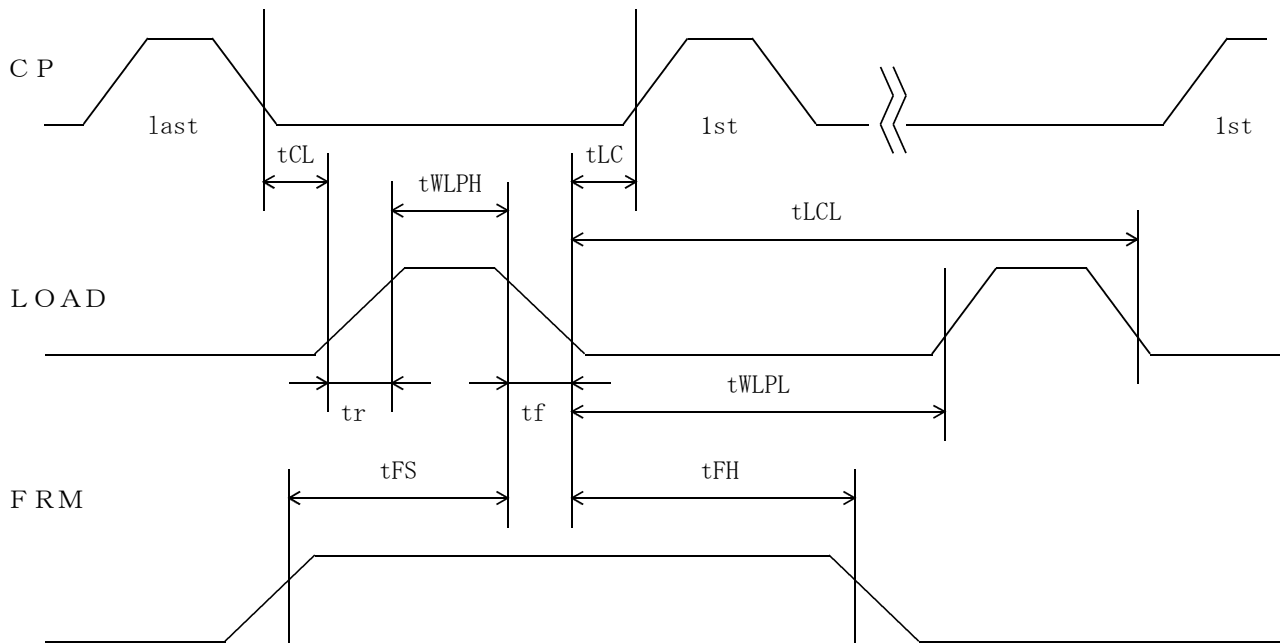 ＣＰ
last
1st
1st
tCL
tLC
tWLPH
tLCL
ＬＯＡＤ
tWLPL
tr
tf
tFS
tFH
ＦＲＭ